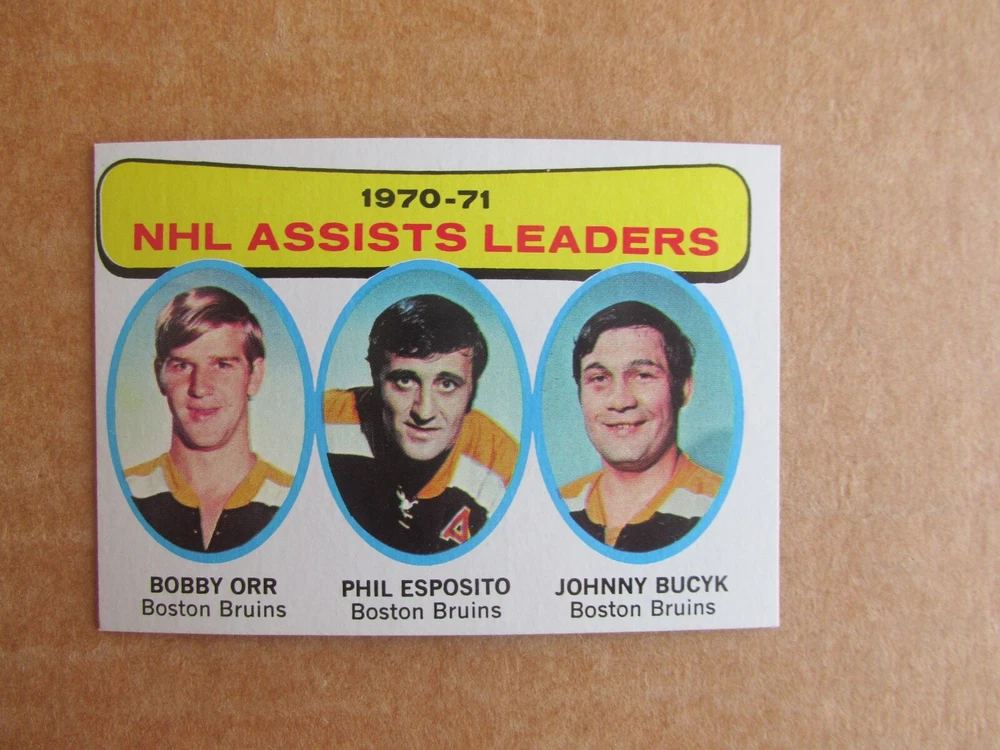 1970-71
NHL ASSISTS LEADERS
A
BOBBY ORR
Boston Bruins
PHIL ESPOSITO
Boston Bruins
JOHNNY BUCYK
Boston Bruins